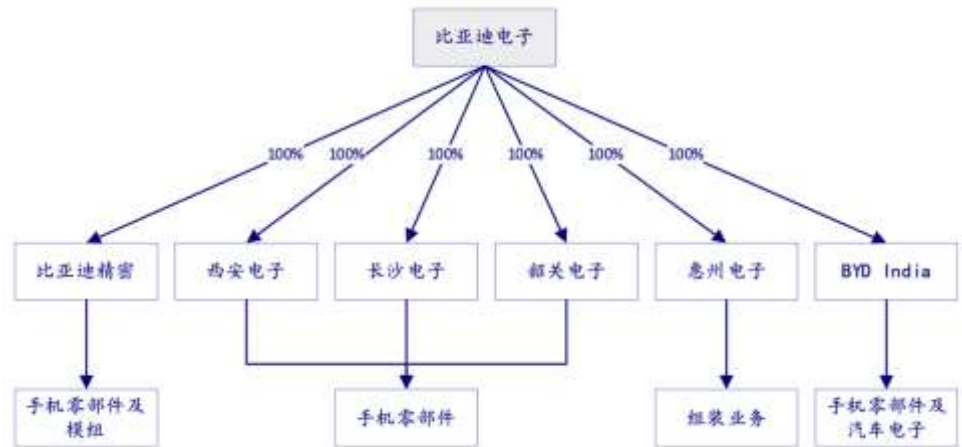 比亚迪电子
100%
100%
100%
100%
100%
100%
比亚迪精密
西安电子
长沙电子
韶关电子
惠州电子
BYD India
手机零部件及
模组
手机零部件
组装业务
手机零部件及
汽车电子